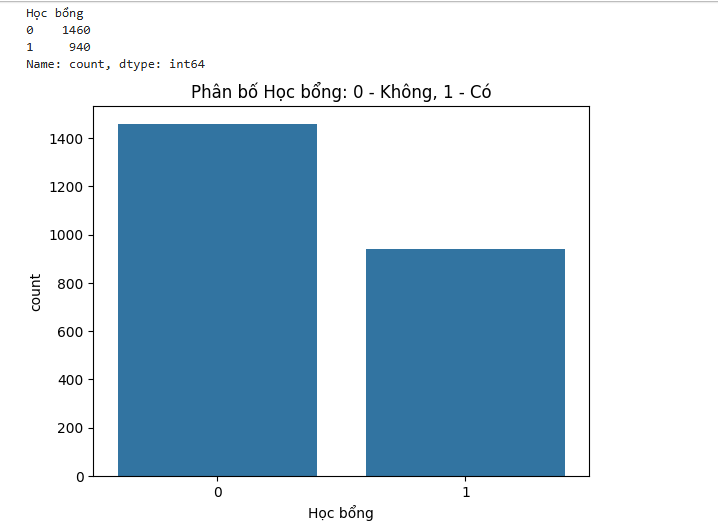 Học bổng
0    1460
1     940
Name: count, dtype: int64
Phân bố Học bổng: 0 - Không, 1 - Có
1400
1200
1000
800
600
400
200
0
count
0 1
Học bổng